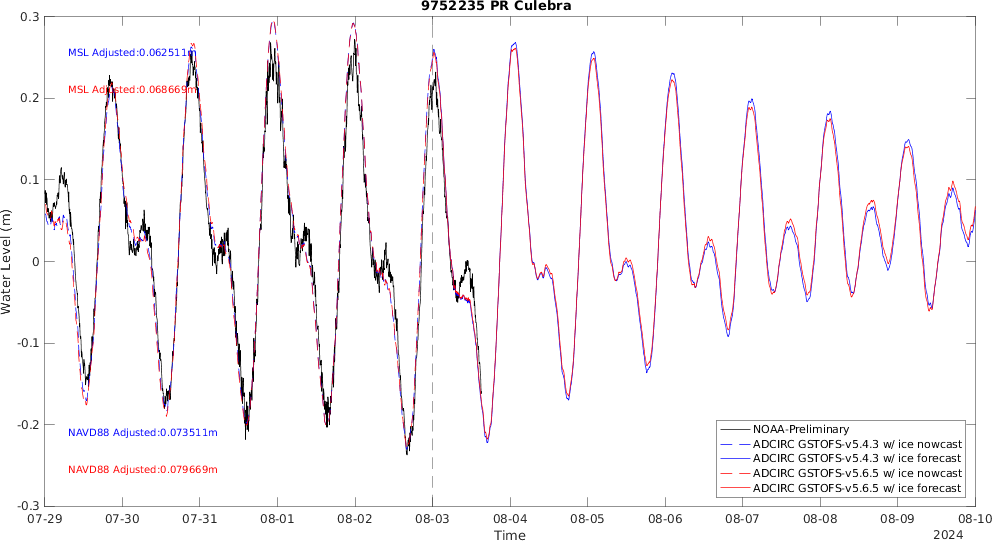 9752235 PR Culebra
0.3
MSL Adjusted:0.062511m
MSL Adjusted:0.068669m
0.2
0.1
0
-0.1
-0.2
-0.3
Water Level (m)
NAVD88 Adjusted:0.073511m
NAVD88 Adjusted:0.079669m
NOAA-Preliminary
ADCIRC GSTOFS-v5.4.3 w/ ice nowcast
ADCIRC GSTOFS-v5.4.3 w/ ice forecast
ADCIRC GSTOFS-v5.6.5 w/ ice nowcast
ADCIRC GSTOFS-v5.6.5 w/ ice forecast
07-29 07-30 07-31 08-01 08-02 08-03 08-04 08-05 08-06 08-07 08-08 08-09 08-10
Time
2024